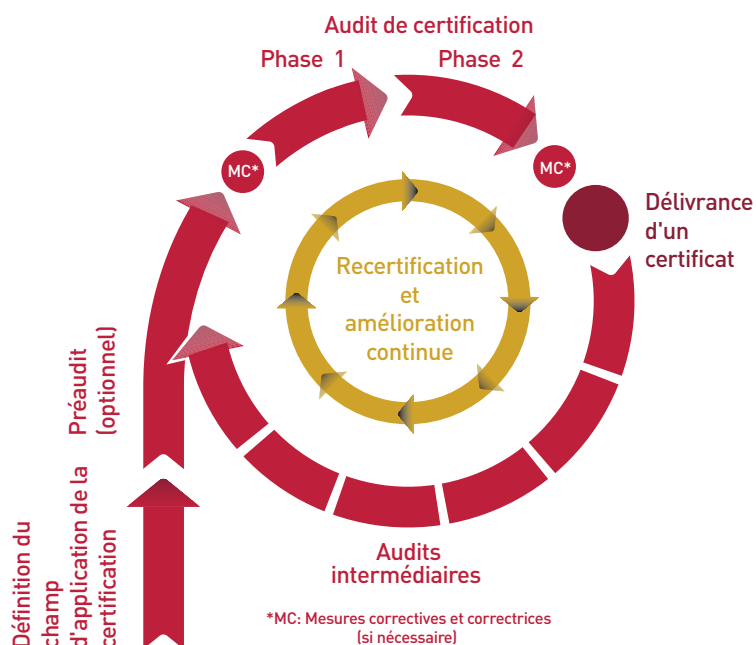 Audit de certification
Phase 1
Phase 2
MC*
MC*
Délivrance
d'un
certificat
Recertification
et
amélioration
continue
Préaudit
(optionnel)
Définition du
champ
d'application de la
certification
Audits
intermédiaires
*MC: Mesures correctives et correctrices
(si nécessaire)